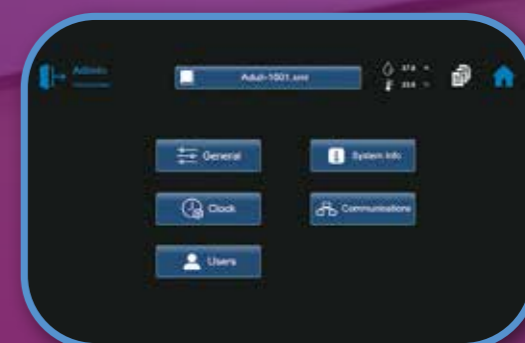 Admin
Adult-1001.xml
General
System Info
Clock
Communications
Users